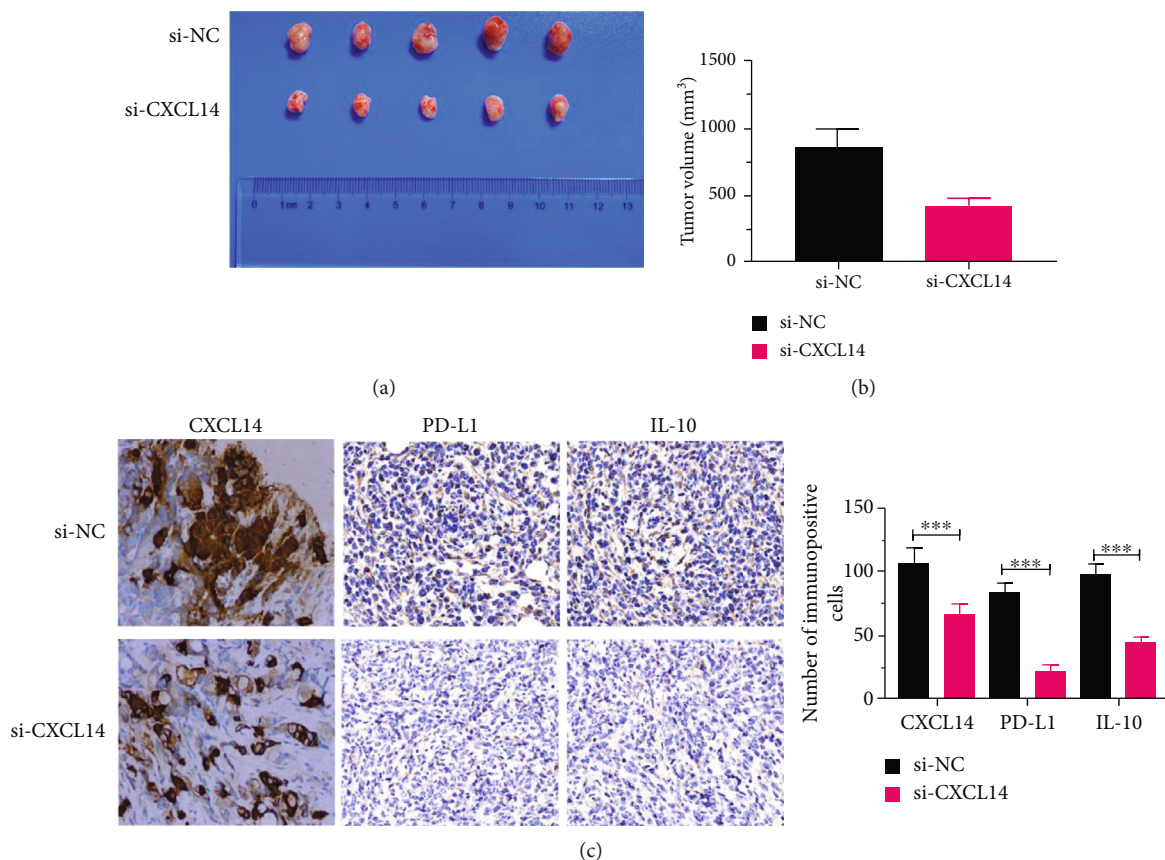 si-NC
si-CXCL14
0 1cm 2 3 4 5 6 7 8 9 10 11 12 13
(a)
Tumor volume (mm³)
1500
1000
500
0
si-NC si-CXCL14
si-NC
si-CXCL14
(b)
CXCL14 PD-L1 IL-10
si-NC
si-CXCL14
Number of immunopositive
cells
150
100
50
0
*** *** ***
CXCL14 PD-L1 IL-10
si-NC
si-CXCL14
(c)